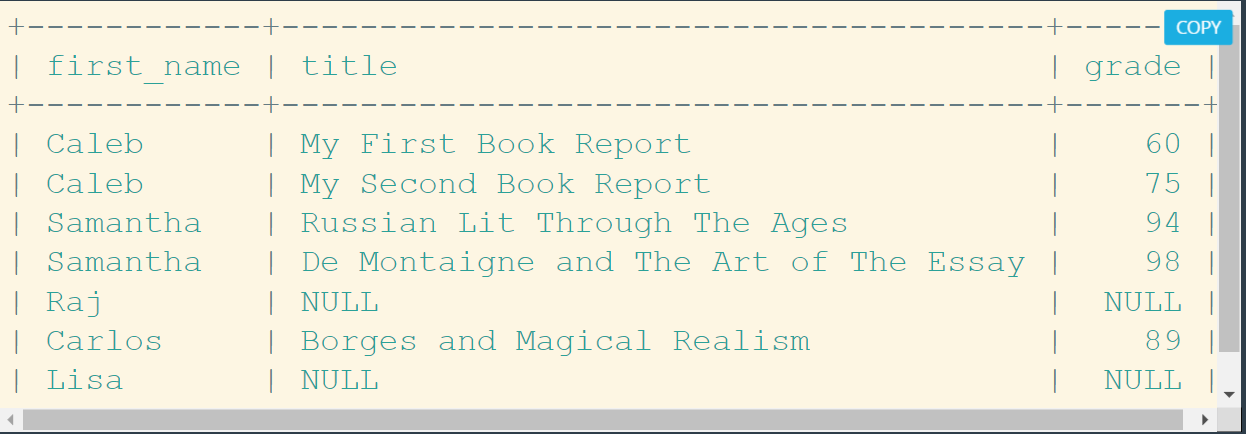 +------------+---------------------------------------+-----
COPY
| first_name | title                                 | grade |
+------------+---------------------------------------+-------+
| Caleb      | My First Book Report                  |    60 |
| Caleb      | My Second Book Report                 |    75 |
| Samantha   | Russian Lit Through The Ages          |    94 |
| Samantha   | De Montaigne and The Art of The Essay |    98 |
| Raj        | NULL                                  |  NULL |
| Carlos     | Borges and Magical Realism            |    89 |
| Lisa       | NULL                                  |  NULL |